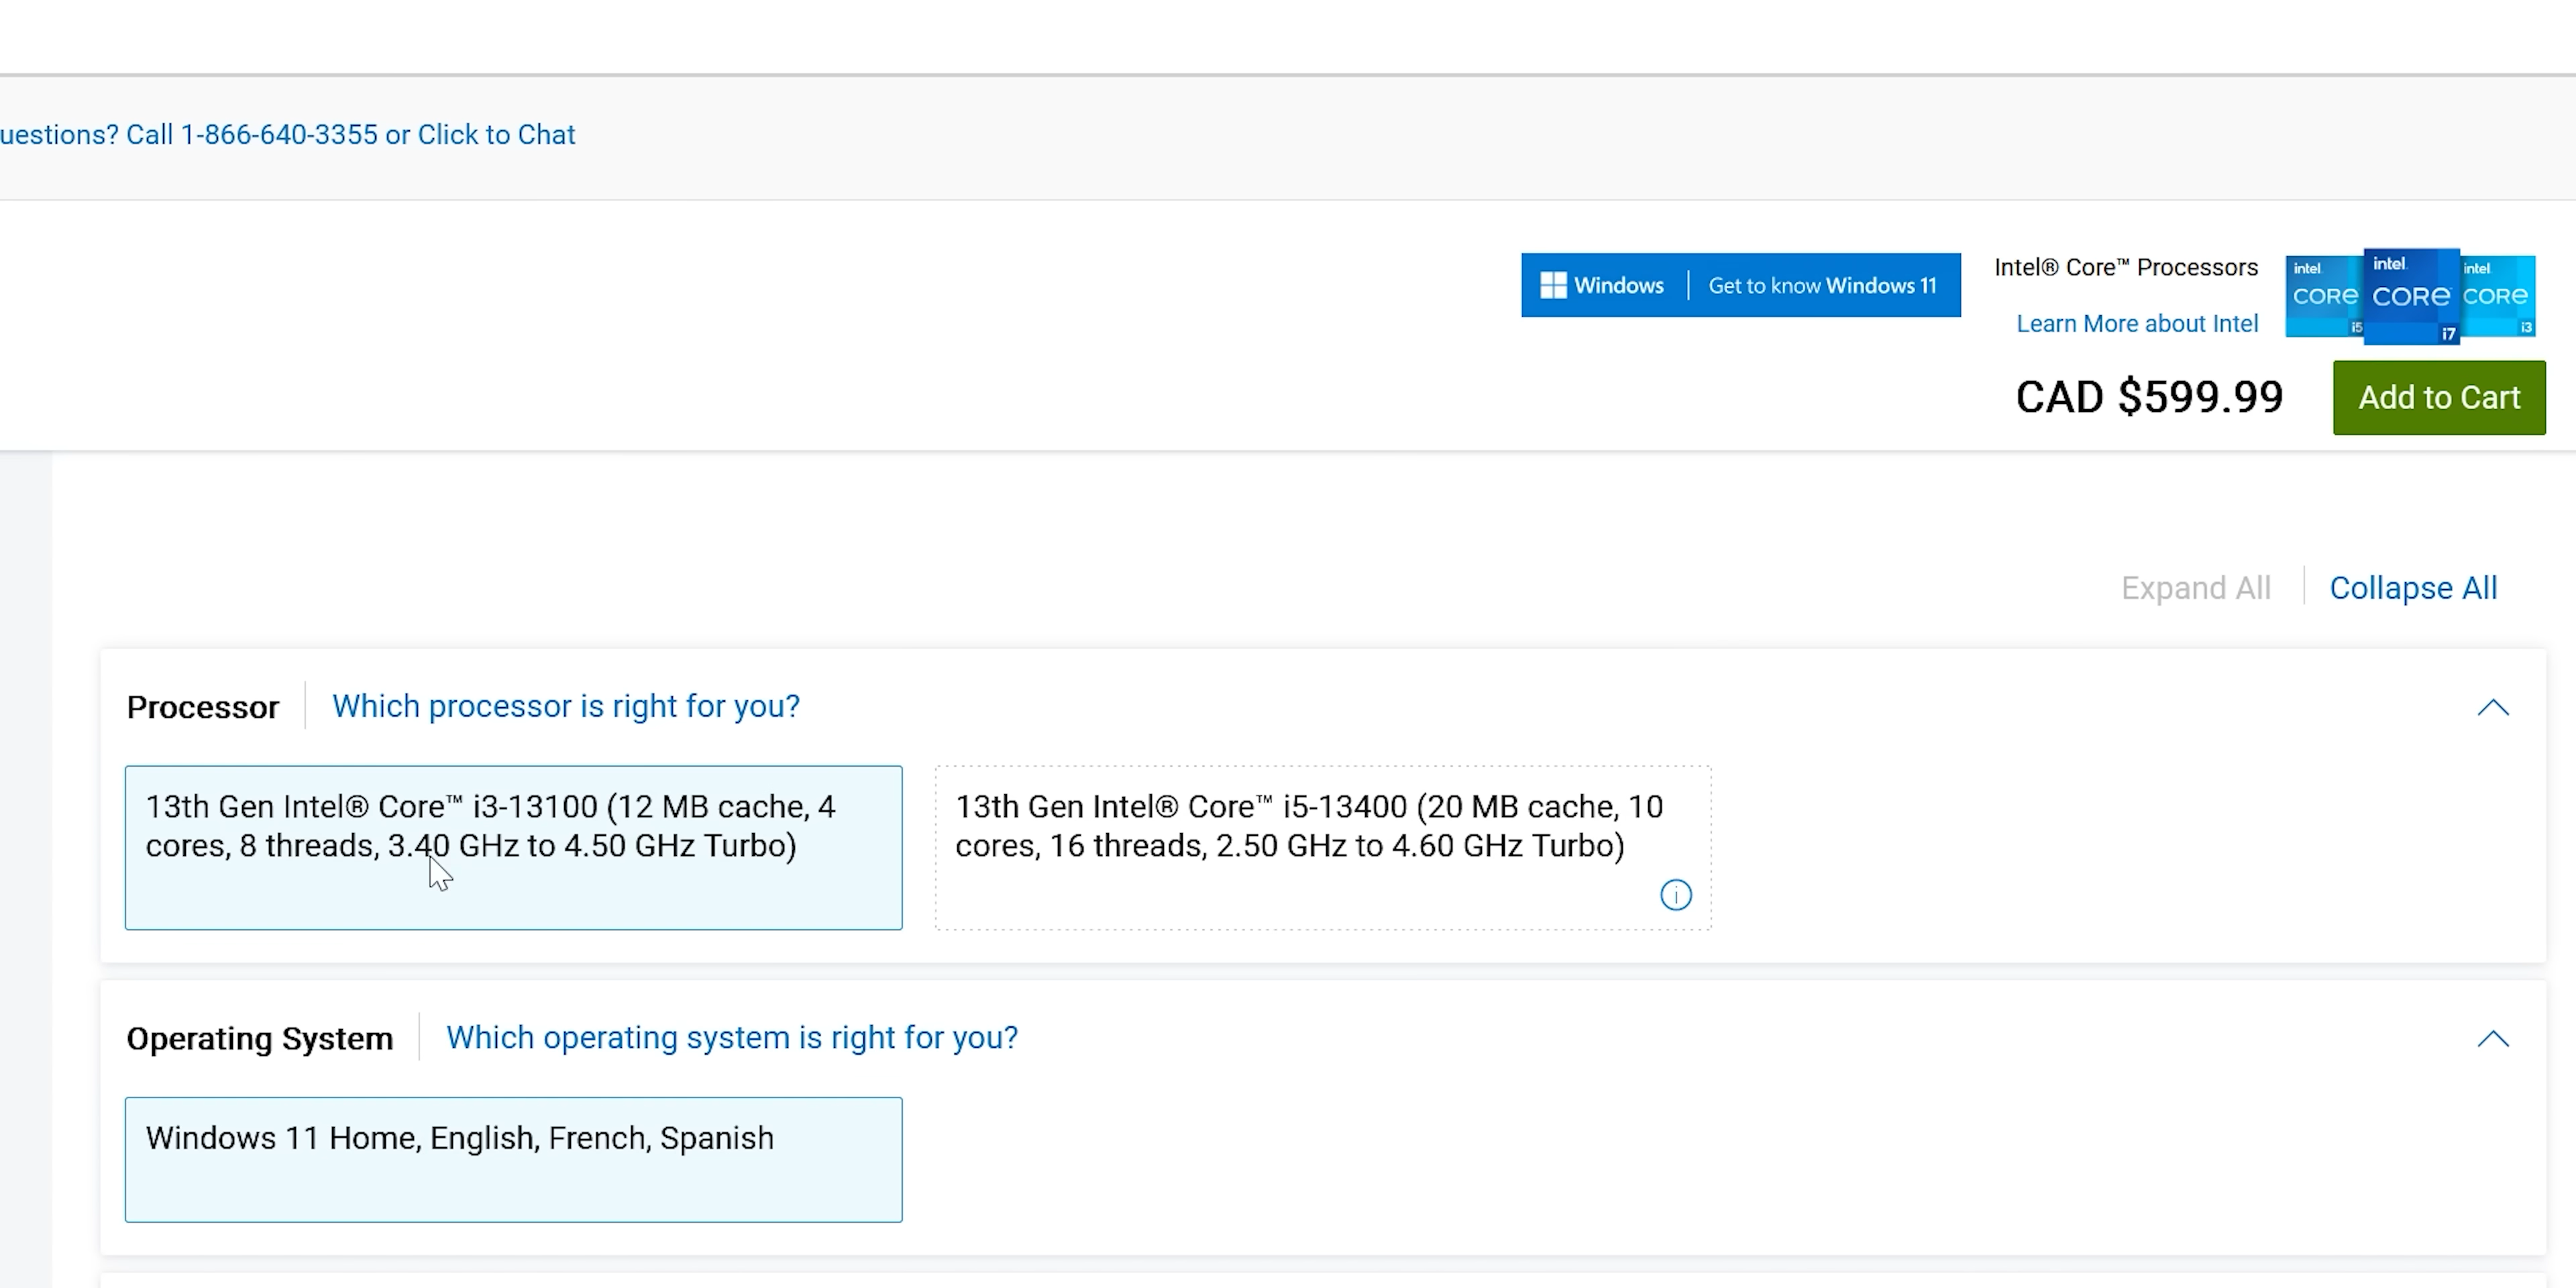 uestions? Call 1-866-640-3355 or Click to Chat
Windows | Get to know Windows 11
Intel® Core™ Processors
Learn More about Intel
intel CORE i5
intel CORE i7
intel CORE i3
CAD $599.99
Add to Cart
Expand All
Collapse All
Processor
Which processor is right for you?
13th Gen Intel® Core™ i3-13100 (12 MB cache, 4
cores, 8 threads, 3.40 GHz to 4.50 GHz Turbo)
13th Gen Intel® Core™ i5-13400 (20 MB cache, 10
cores, 16 threads, 2.50 GHz to 4.60 GHz Turbo)
Operating System
Which operating system is right for you?
Windows 11 Home, English, French, Spanish